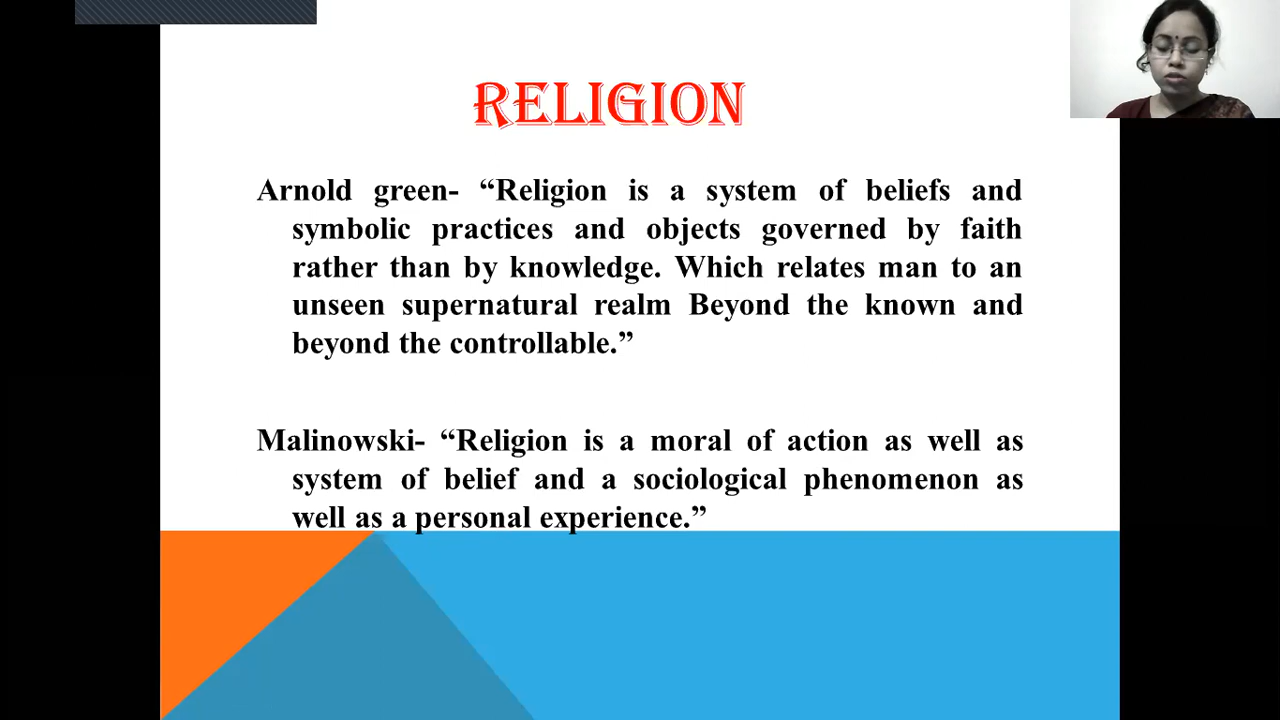 RELIGION
Arnold green- “Religion is a system of beliefs and
symbolic practices and objects governed by faith
rather than by knowledge. Which relates man to an
unseen supernatural realm Beyond the known and
beyond the controllable.”
Malinowski- “Religion is a moral of action as well as
system of belief and a sociological phenomenon as
well as a personal experience.”